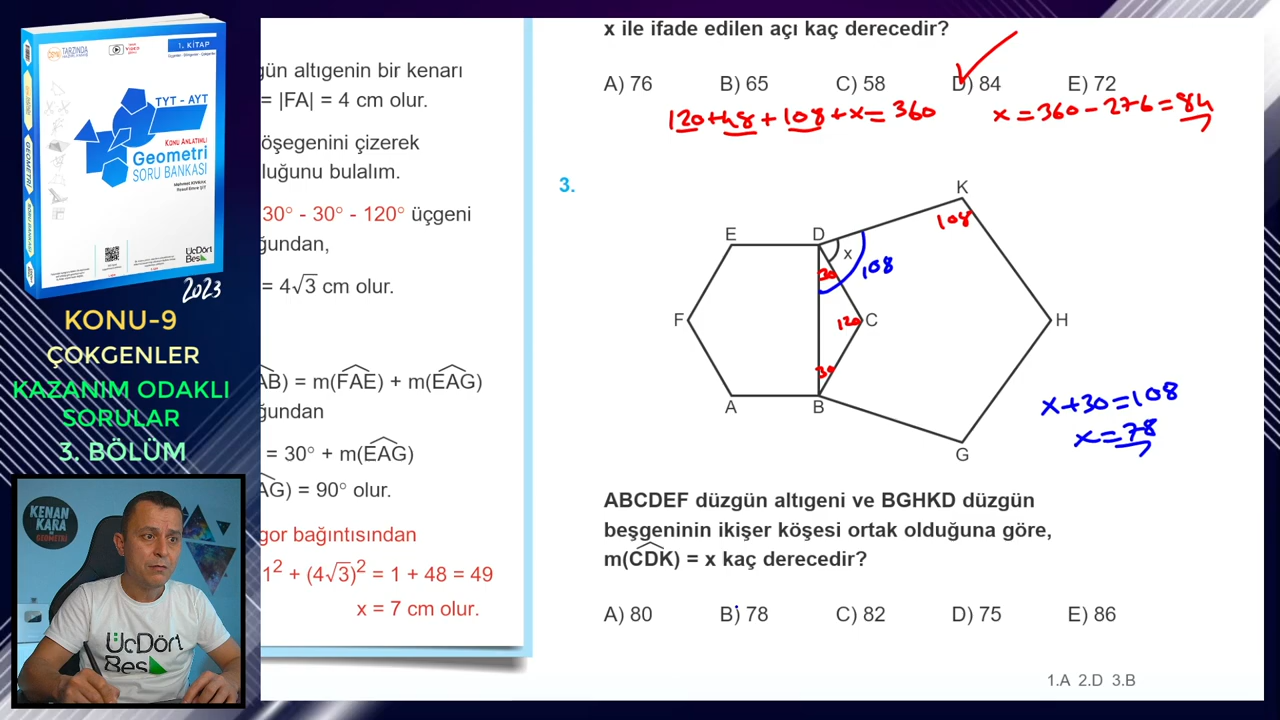 TARZINDA
1. KİTAP
TYT - AYT
KONU ANLATIMLI
Geometri
SORU BANKASI
GEOMETRİ
ÜçDört
Beş
2023
KONU-9
ÇOKGENLER
KAZANIM ODAKLI
SORULAR
3. BÖLÜM
KENAN
KARA
GEOMETRİ
ÜçDört
Beş
gün altıgenin bir kenarı
= |FA| = 4 cm olur.
öşegenini çizerek
luğunu bulalım.
30° - 30° - 120° üçgeni
ğundan,
= 4√3 cm olur.
AB) = m(FAE) + m(EAG)
ğundan
= 30° + m(EAG)
AG) = 90° olur.
gor bağıntısından
1² + (4√3)² = 1 + 48 = 49
x = 7 cm olur.
x ile ifade edilen açı kaç derecedir?
A) 76 B) 65 C) 58 D) 84 E) 72
120+48+108+x=360 x=360-276=84
3.
K
108
E D
x
30 108
F 120 C H
30
A B
G
x+30=108
x=78
ABCDEF düzgün altıgeni ve BGHKD düzgün
beşgeninin ikişer köşesi ortak olduğuna göre,
m(CDK) = x kaç derecedir?
A) 80 B) 78 C) 82 D) 75 E) 86
1.A 2.D 3.B